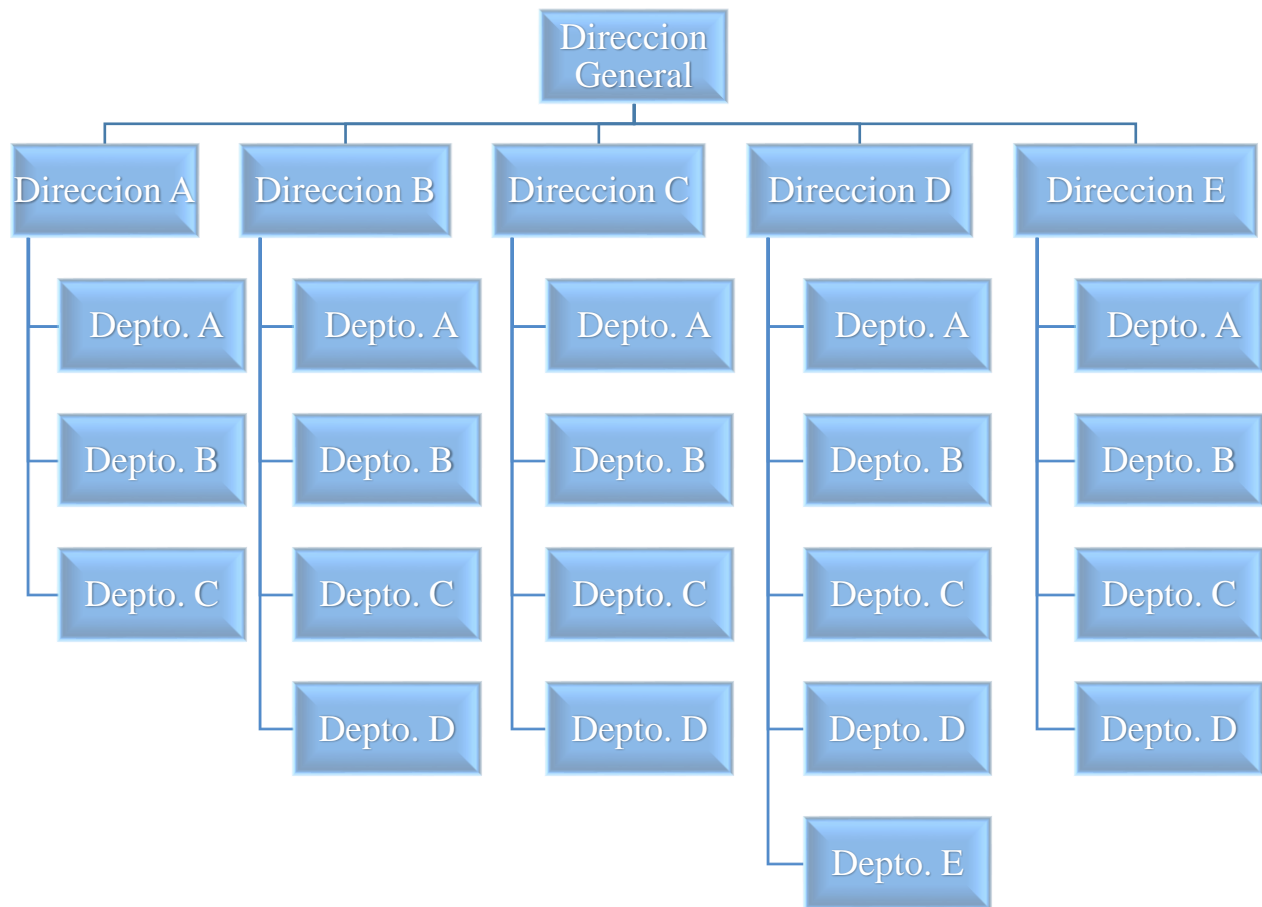 Direccion
General
Direccion A
Direccion B
Direccion C
Direccion D
Direccion E
Depto. A
Depto. A
Depto. A
Depto. A
Depto. A
Depto. B
Depto. B
Depto. B
Depto. B
Depto. B
Depto. C
Depto. C
Depto. C
Depto. C
Depto. C
Depto. D
Depto. D
Depto. D
Depto. D
Depto. E